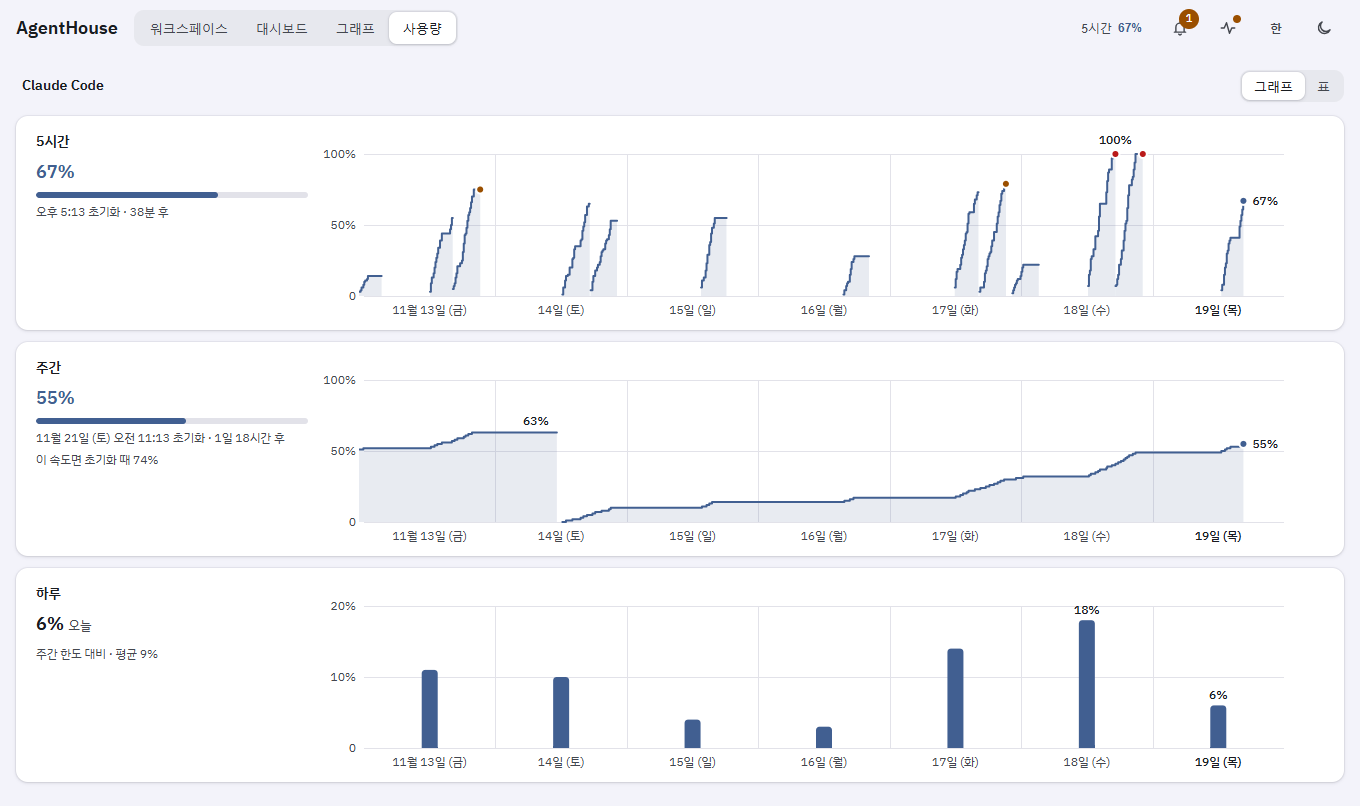 AgentHouse 워크스페이스 대시보드 그래프 사용량 5시간 67% 1 한
Claude Code 그래프 표
5시간
67%
오후 5:13 초기화 · 38분 후
100%
50%
0
100%
67%
11월 13일 (금) 14일 (토) 15일 (일) 16일 (월) 17일 (화) 18일 (수) 19일 (목)
주간
55%
11월 21일 (토) 오전 11:13 초기화 · 1일 18시간 후
이 속도면 초기화 때 74%
100%
50%
0
63%
55%
11월 13일 (금) 14일 (토) 15일 (일) 16일 (월) 17일 (화) 18일 (수) 19일 (목)
하루
6% 오늘
주간 한도 대비 · 평균 9%
20%
10%
0
18%
6%
11월 13일 (금) 14일 (토) 15일 (일) 16일 (월) 17일 (화) 18일 (수) 19일 (목)